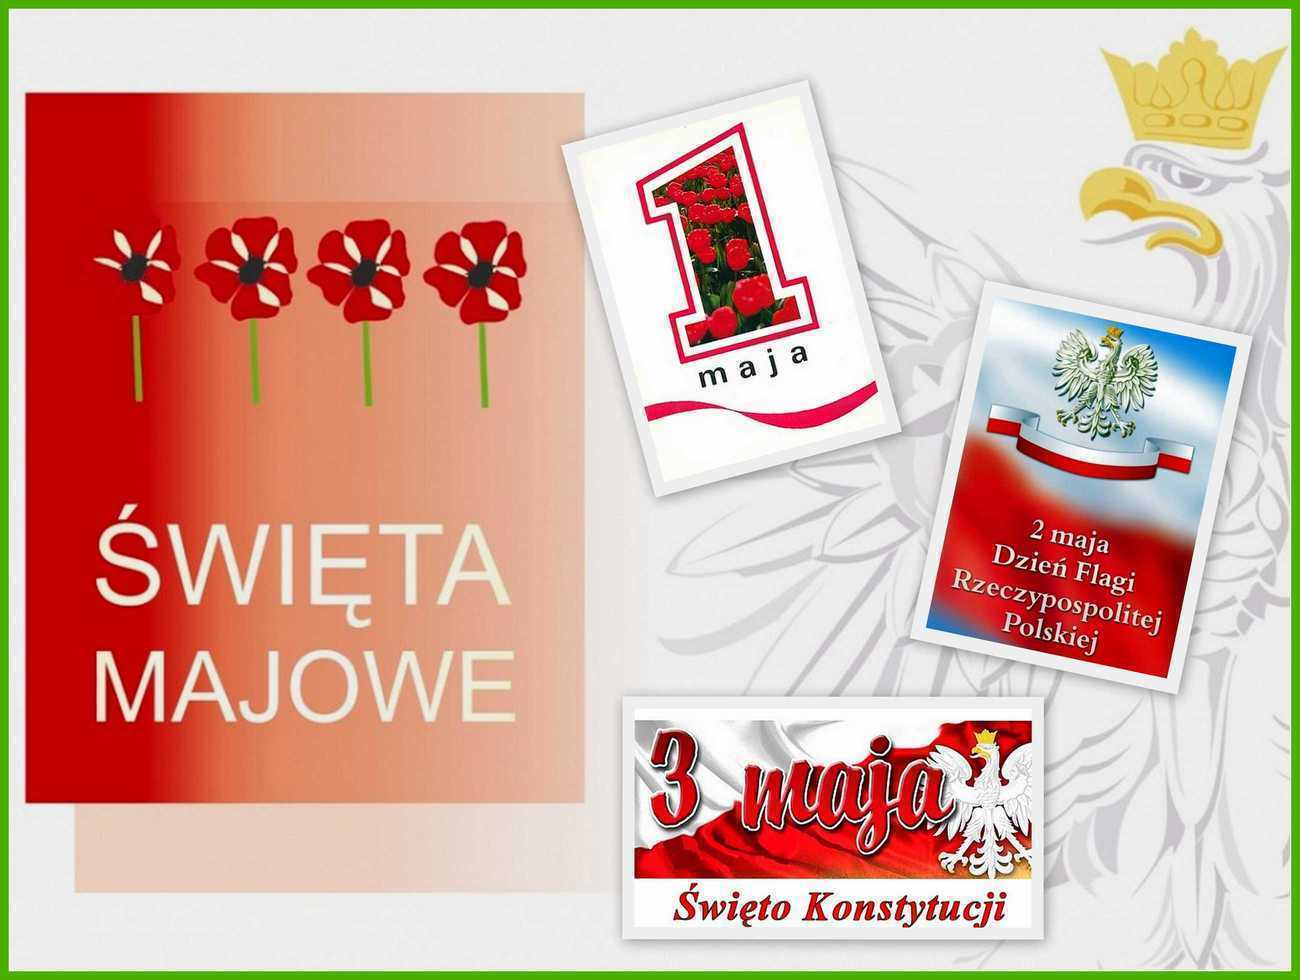 ŚWIĘTA
MAJOWE
1
maja
2 maja
Dzień Flagi
Rzeczypospolitej
Polskiej
3 maja
Święto Konstytucji